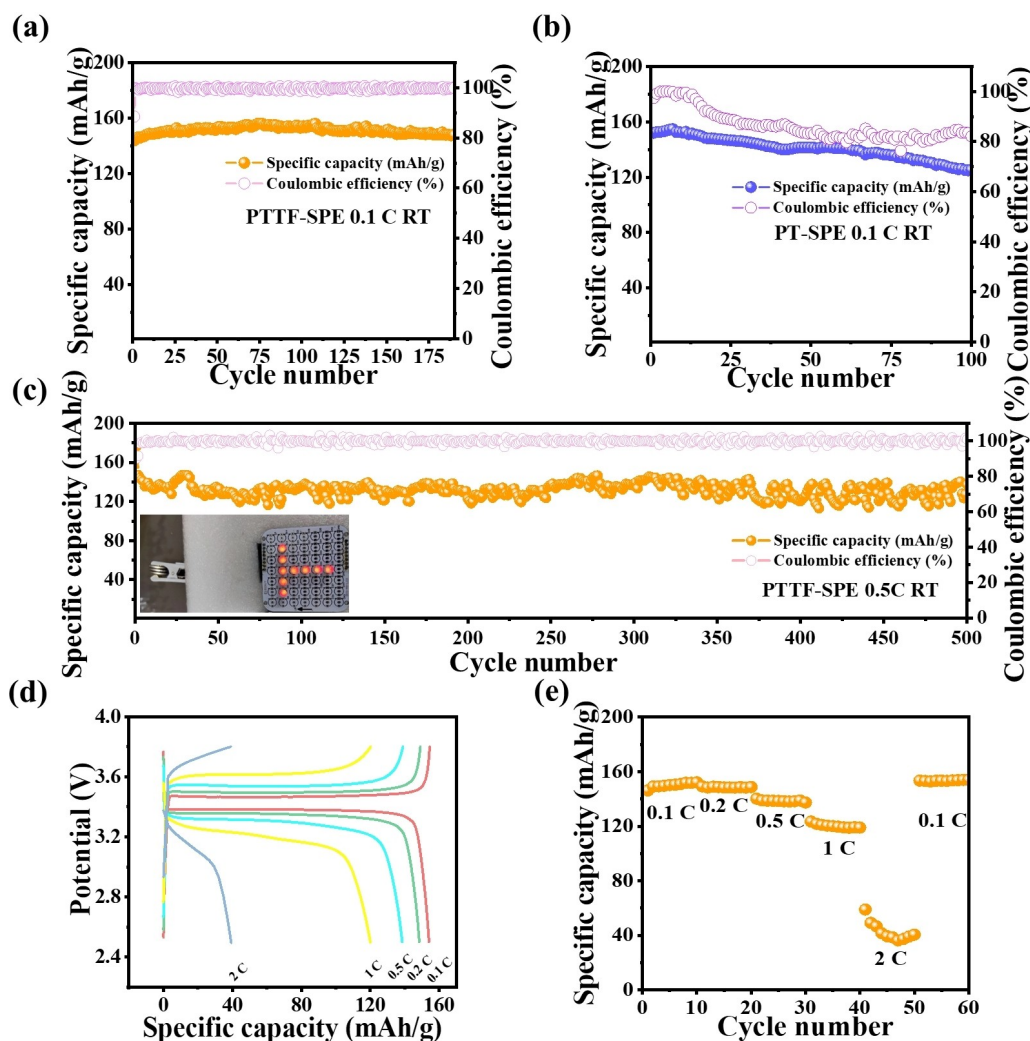 (a)
Specific capacity (mAh/g)
200
160
120
80
40
0 25 50 75 100 125 150 175
Cycle number
100
80
60
40
20
0
Coulombic efficiency (%)
Specific capacity (mAh/g)
Coulombic efficiency (%)
PTTF-SPE 0.1 C RT
(b)
Specific capacity (mAh/g)
200
160
120
80
40
0 25 50 75 100
Cycle number
100
80
60
40
20
0
Coulombic efficiency (%)
Specific capacity (mAh/g)
Coulombic efficiency (%)
PT-SPE 0.1 C RT
(c)
Specific capacity (mAh/g)
200
160
120
80
40
0 50 100 150 200 250 300 350 400 450 500
Cycle number
100
80
60
40
20
0
Coulombic efficiency (%)
Specific capacity (mAh/g)
Coulombic efficiency (%)
PTTF-SPE 0.5C RT
(d)
Potential (V)
4.0
3.6
3.2
2.8
2.4
2 C 1 C 0.5 C 0.2 C 0.1 C
0 40 80 120 160
Specific capacity (mAh/g)
(e)
Specific capacity (mAh/g)
200
160
120
80
40
0
0.1 C 0.2 C 0.5 C 1 C 2 C 0.1 C
0 10 20 30 40 50 60
Cycle number